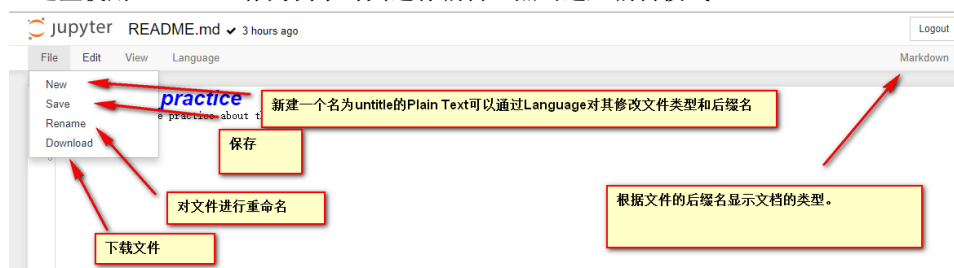 jupyter README.md ✔ 3 hours ago Logout
File Edit View Language Markdown
New
Save
Rename
Download
practice
practice about
新建一个名为untitle的Plain Text可以通过Language对其修改文件类型和后缀名
保存
对文件进行重命名
下载文件
根据文件的后缀名显示文档的类型。